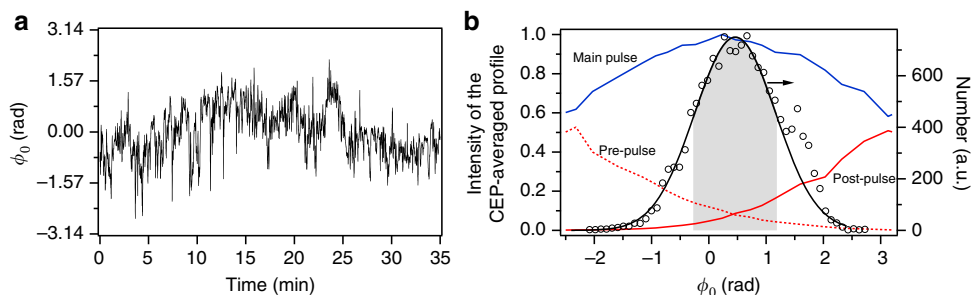 a
3.14
1.57
0.00
−1.57
−3.14
ϕ0 (rad)
0 5 10 15 20 25 30 35
Time (min)
b
1.0
0.8
0.6
0.4
0.2
0.0
Intensity of the
CEP-averaged profile
Main pulse
Pre-pulse
Post-pulse
600
400
200
0
Number (a.u.)
−2 −1 0 1 2 3
ϕ0 (rad)